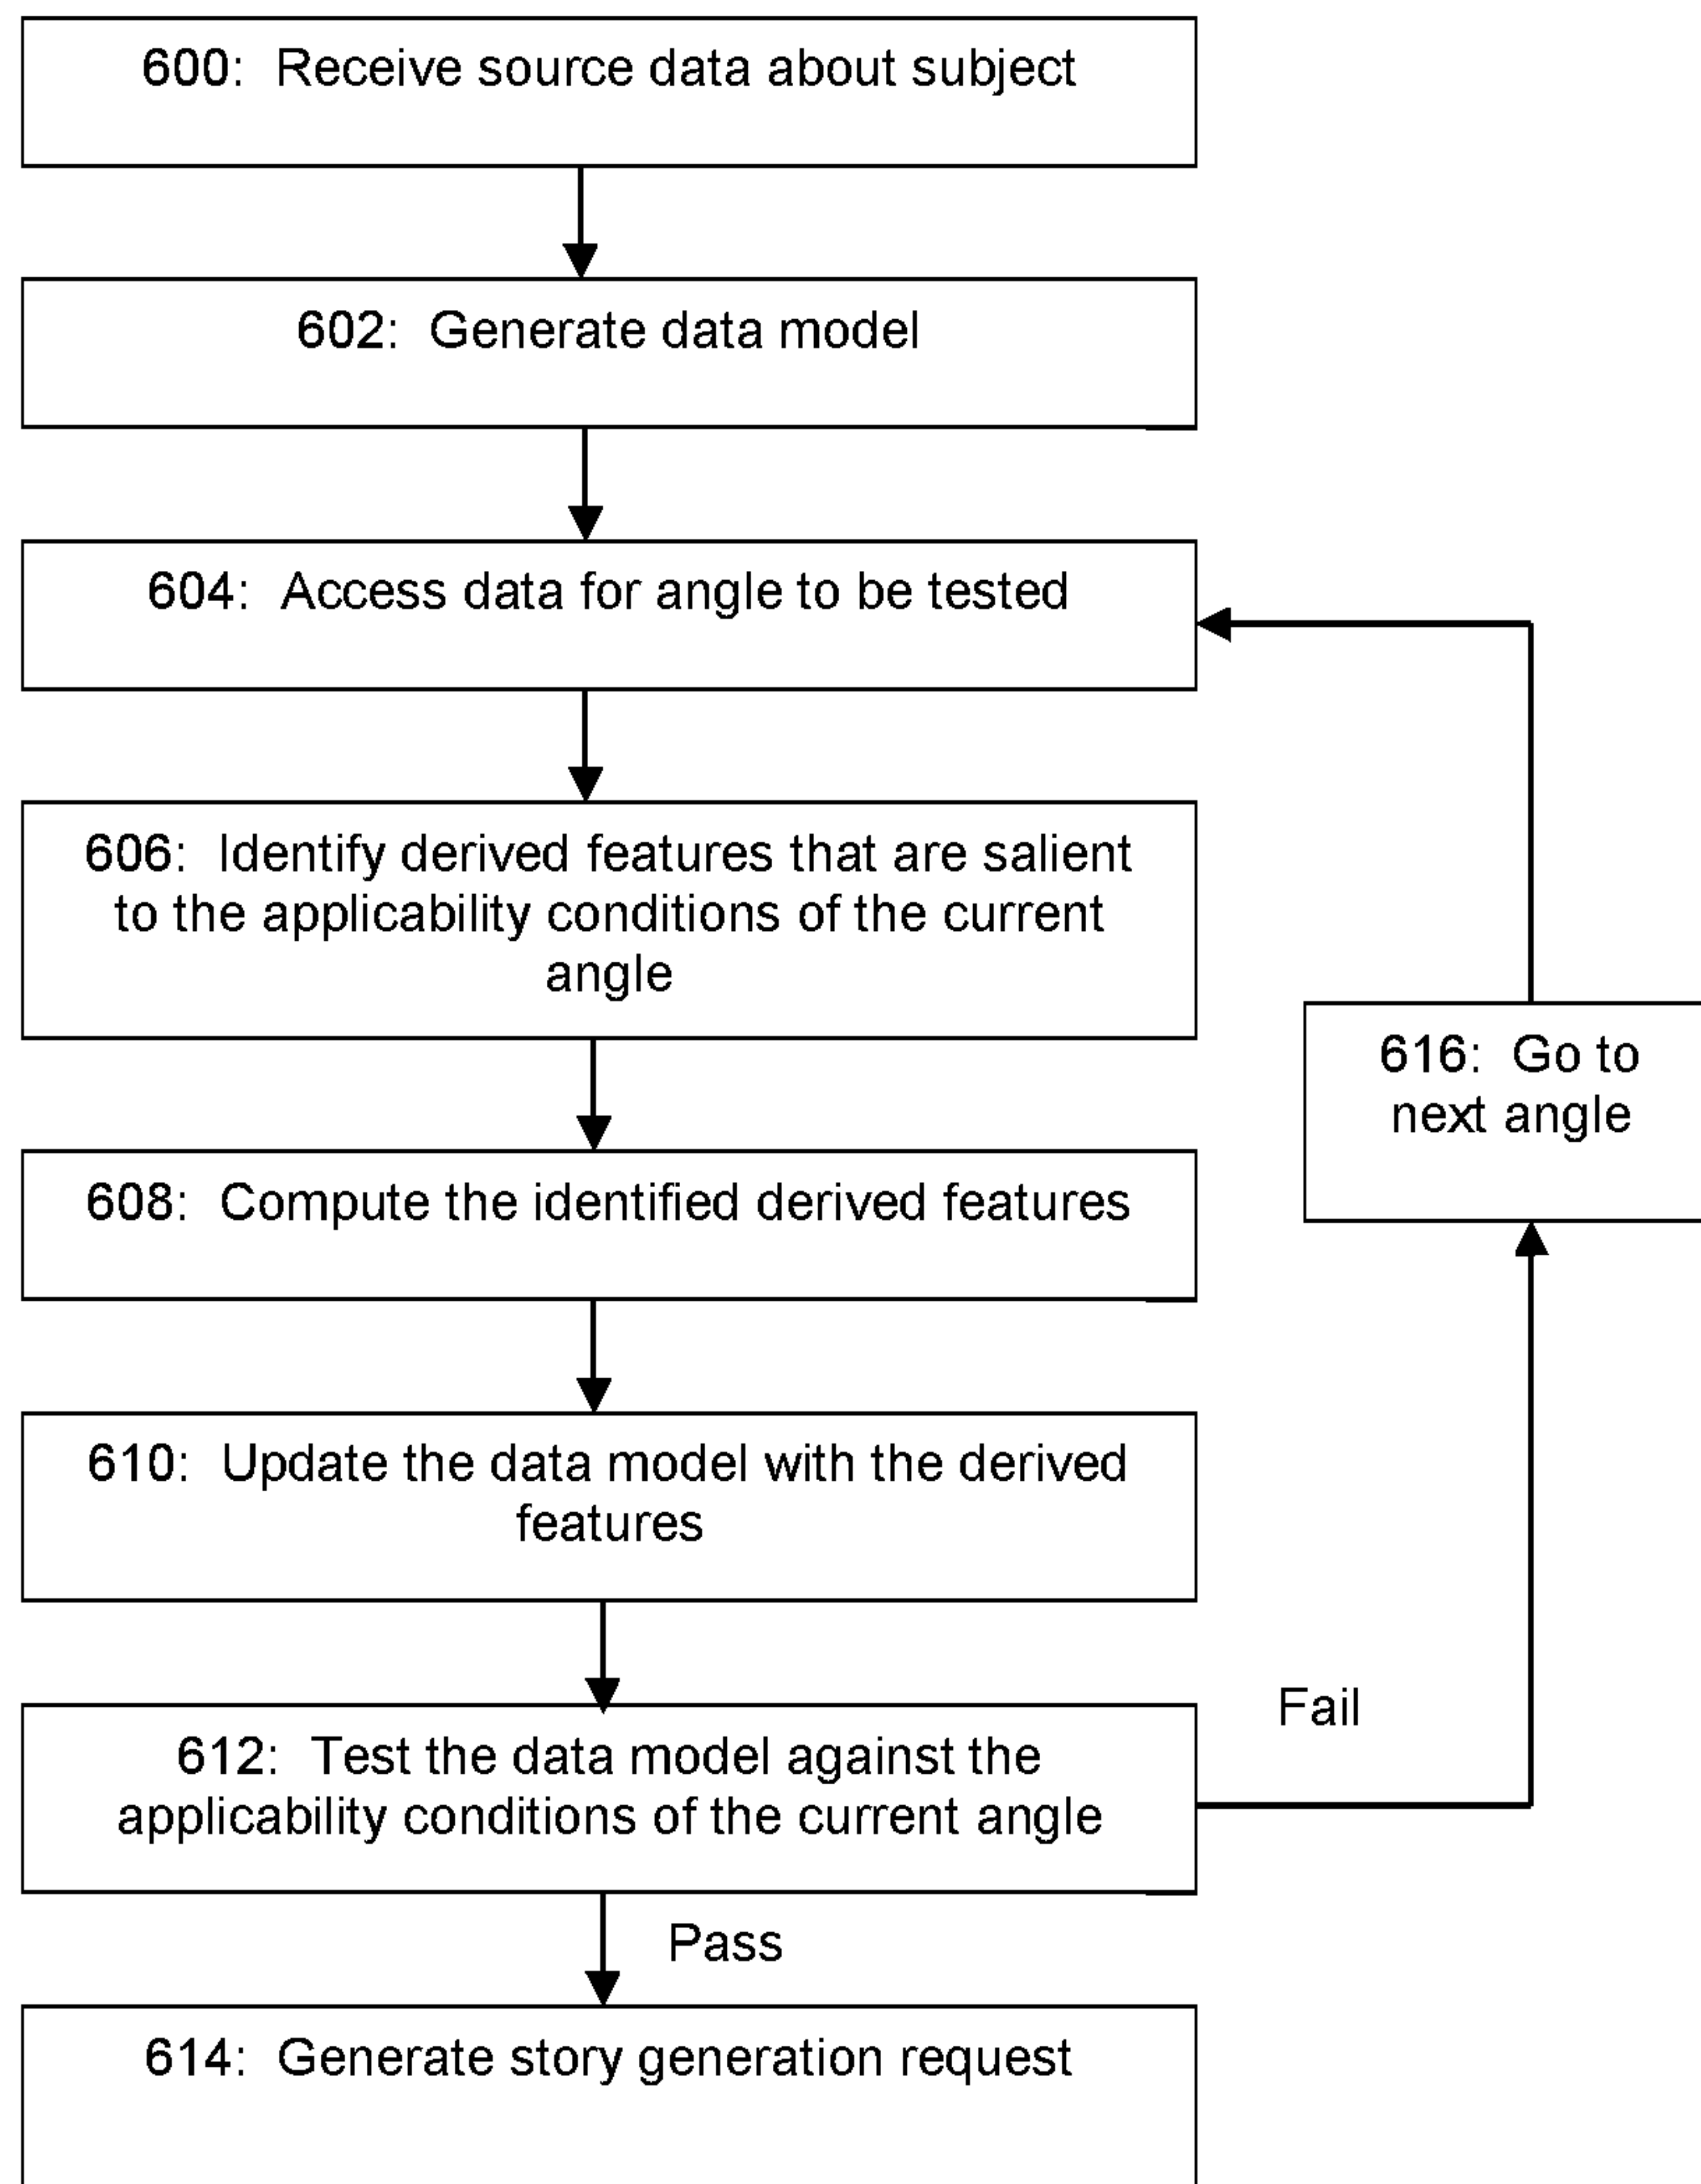 600: Receive source data about subject
602: Generate data model
604: Access data for angle to be tested
606: Identify derived features that are salient
to the applicability conditions of the current
angle
616: Go to
next angle
608: Compute the identified derived features
610: Update the data model with the derived
features
612: Test the data model against the
applicability conditions of the current angle
Fail
Pass
614: Generate story generation request